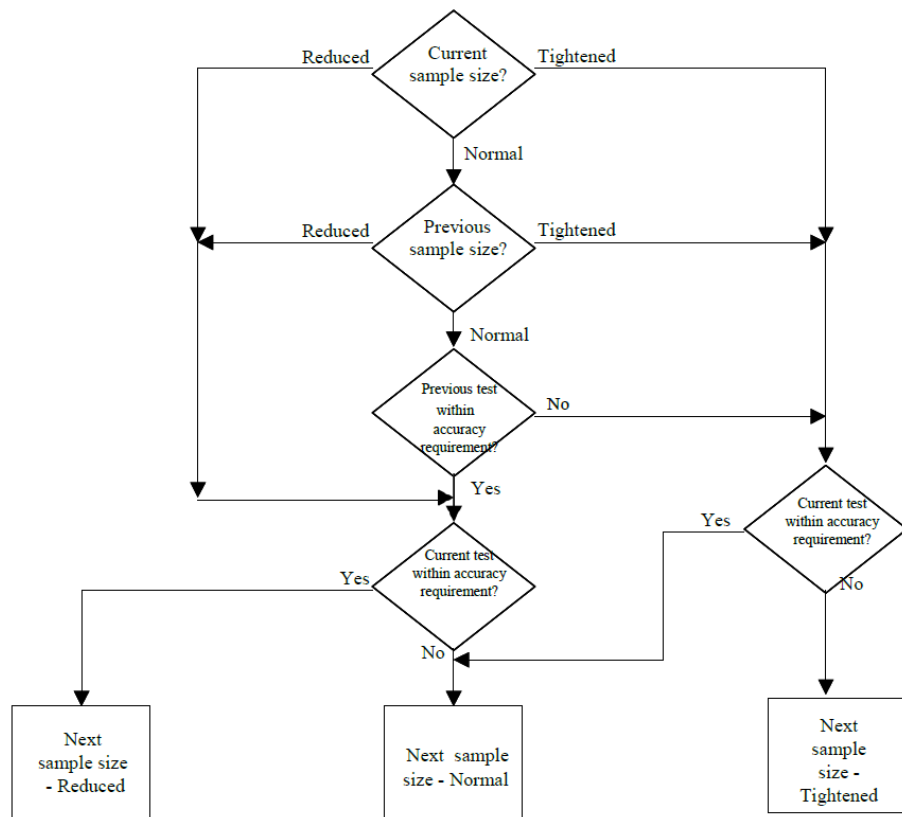 Reduced
Current
sample size?
Tightened
Normal
Reduced
Previous
sample size?
Tightened
Normal
Previous test
within
accuracy
requirement?
No
Yes
Current test
within accuracy
requirement?
Yes
No
Current test
within accuracy
requirement?
Yes
No
Next
sample size
- Reduced
Next sample
size - Normal
Next
sample
size -
Tightened